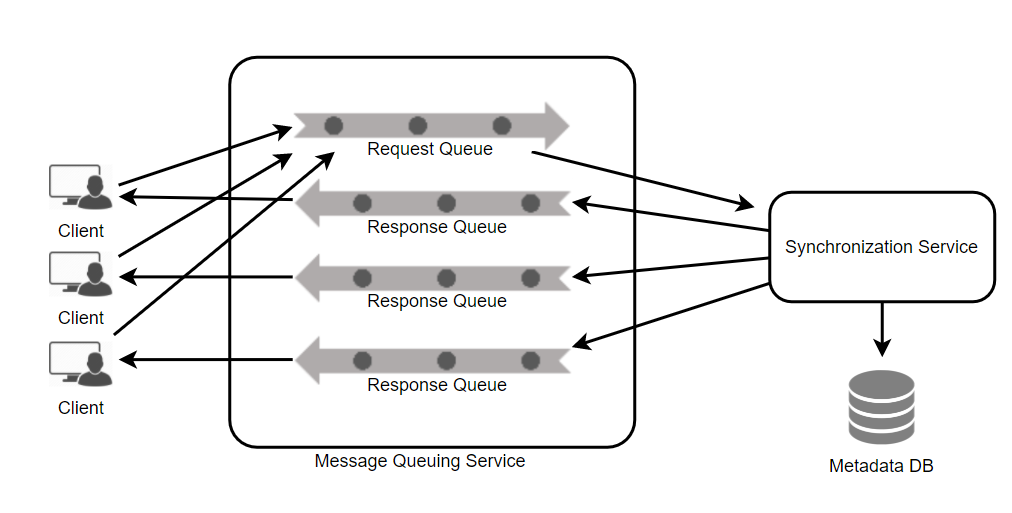 Request Queue
Response Queue
Client
Synchronization Service
Response Queue
Client
Response Queue
Client
Message Queuing Service
Metadata DB